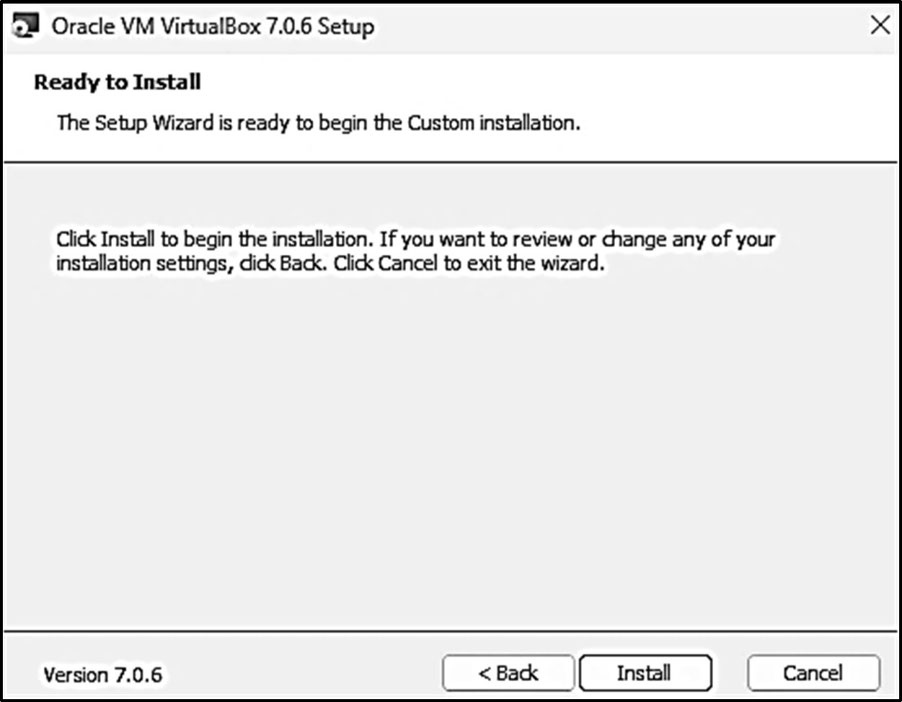 Oracle VM VirtualBox 7.0.6 Setup
Ready to Install
The Setup Wizard is ready to begin the Custom installation.
Click Install to begin the installation. If you want to review or change any of your
installation settings, click Back. Click Cancel to exit the wizard.
Version 7.0.6
< Back
Install
Cancel